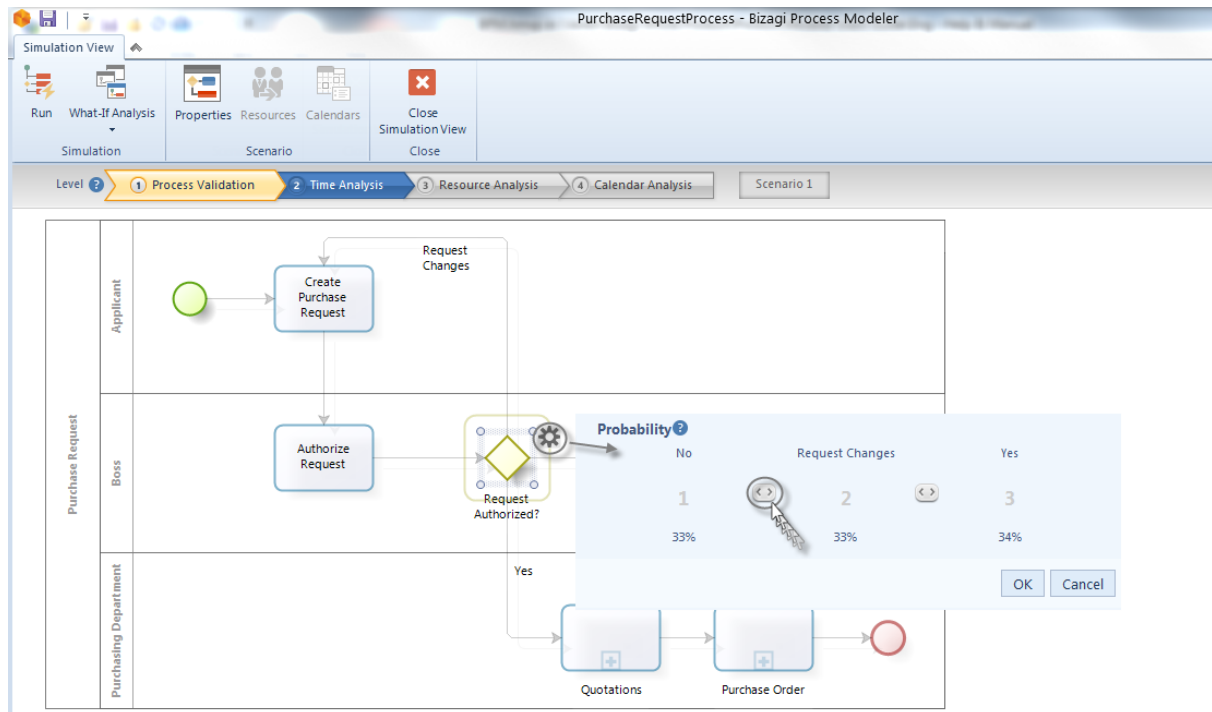 PurchaseRequestProcess - Bizagi Process Modeler
Simulation View
Run
What-If Analysis
Properties
Resources
Calendars
Close
Simulation View
Simulation
Scenario
Close
Level ?
1 Process Validation
2 Time Analysis
3 Resource Analysis
4 Calendar Analysis
Scenario 1
Purchase Request
Applicant
Request
Changes
Create
Purchase
Request
Boss
Authorize
Request
Request
Authorized?
Probability ?
No
Request Changes
Yes
1
< >
2
< >
3
33%
33%
34%
OK
Cancel
Purchasing Department
Yes
Quotations
Purchase Order